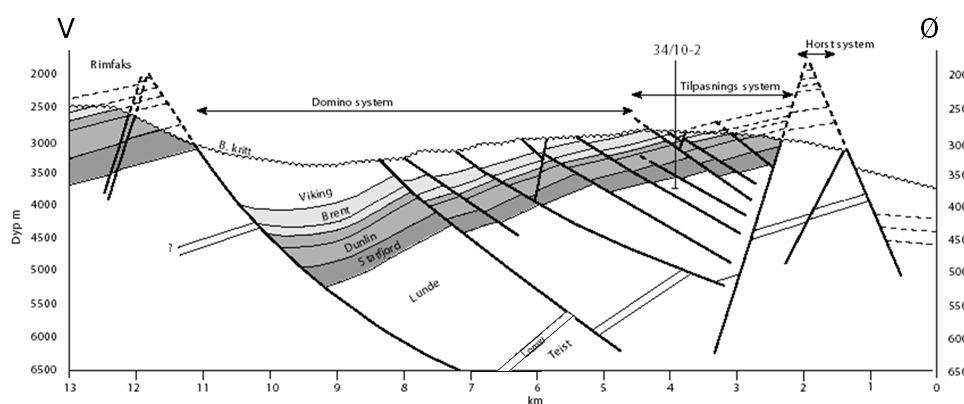 V
Ø
Rimfaks
34/10-2
Horst system
Tilpasnings system
Domino system
B. kritt
Viking
Brent
Dunlin
Statfjord
Lunde
Lomvi
Teist
?
Dyp m
2000
2500
3000
3500
4000
4500
5000
5500
6000
6500
200
250
300
350
400
450
500
550
600
650
13 12 11 10 9 8 7 6 5 4 3 2 1 0
km